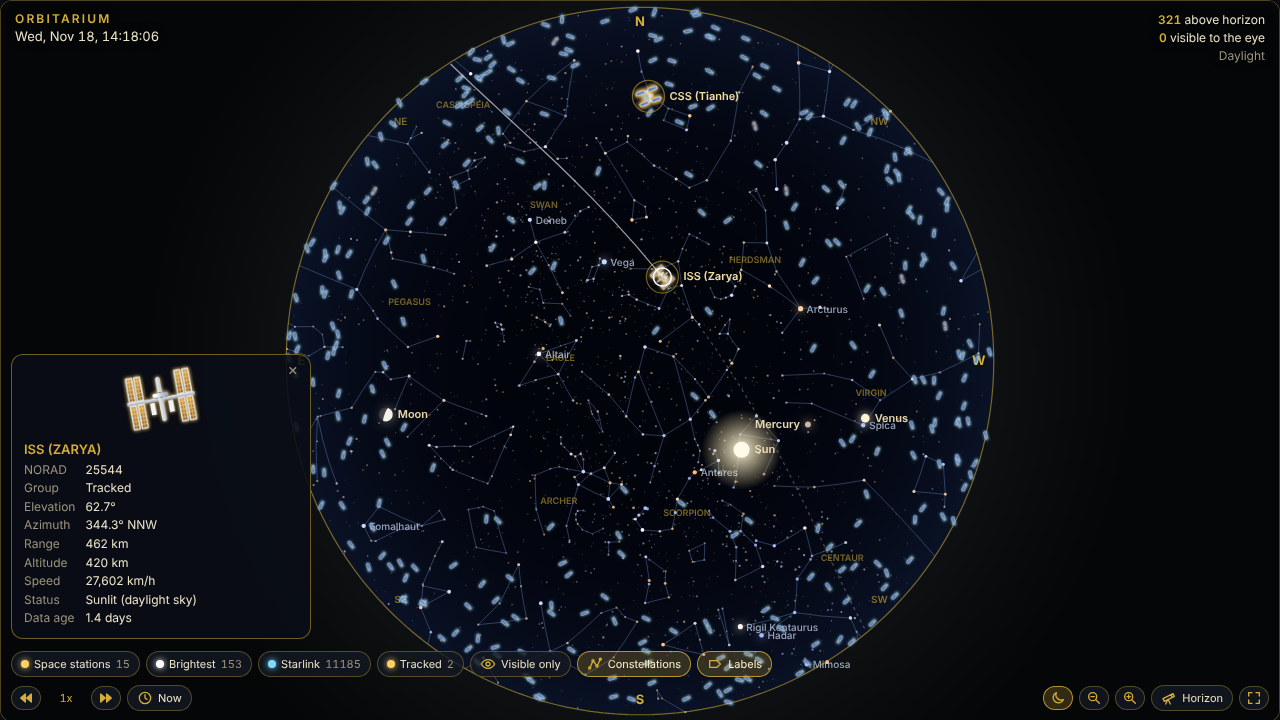 ORBITARIUM
Wed, Nov 18, 14:18:06
321 above horizon
0 visible to the eye
Daylight
N
CSS (Tianhe)
CASSIOPEIA
NE
NW
SWAN
Deneb
Vega
ISS (Zarya)
HERDSMAN
PEGASUS
Arcturus
Altair
EAGLE
W
VIRGIN
Moon
Mercury
Venus
Spica
Sun
Antares
ARCHER
SCORPION
Fomalhaut
CENTAUR
SE
SW
Rigil Kentaurus
Hadar
Mimosa
S
×
ISS (ZARYA)
NORAD 25544
Group Tracked
Elevation 62.7°
Azimuth 344.3° NNW
Range 462 km
Altitude 420 km
Speed 27,602 km/h
Status Sunlit (daylight sky)
Data age 1.4 days
Space stations 15
Brightest 153
Starlink 11185
Tracked 2
Visible only
Constellations
Labels
1x
Now
Horizon